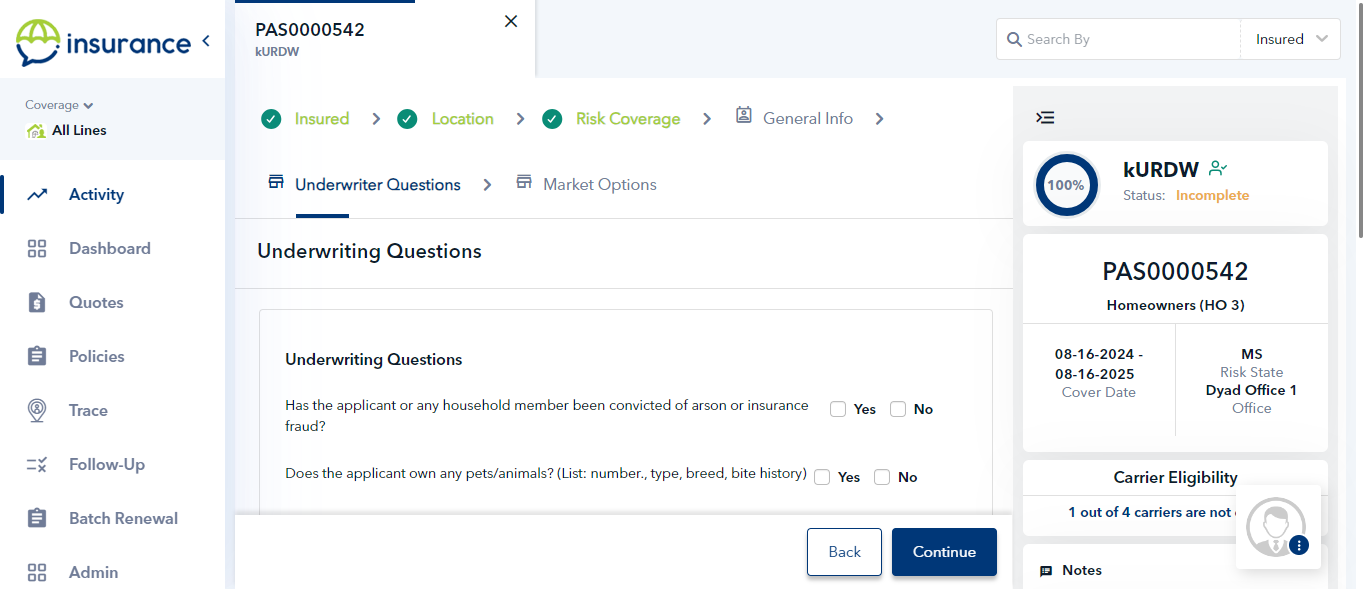 insurance
Coverage
All Lines
Activity
Dashboard
Quotes
Policies
Trace
Follow-Up
Batch Renewal
Admin
PAS0000542
kURDW
Search By
Insured
Insured
Location
Risk Coverage
General Info
Underwriter Questions
Market Options
Underwriting Questions
Underwriting Questions
Has the applicant or any household member been convicted of arson or insurance
fraud?
Yes
No
Does the applicant own any pets/animals? (List: number., type, breed, bite history)
Yes
No
Back
Continue
100%
kURDW
Status: Incomplete
PAS0000542
Homeowners (HO 3)
08-16-2024 -
08-16-2025
Cover Date
MS
Risk State
Dyad Office 1
Office
Carrier Eligibility
1 out of 4 carriers are not
Notes